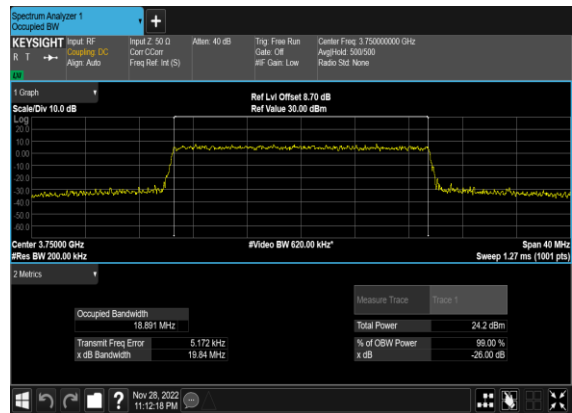 Spectrum Analyzer 1
Occupied BW
KEYSIGHT Input: RF Input Z: 50 Ω Atten: 40 dB Trig: Free Run Center Freq: 3.750000000 GHz
R T Coupling: DC Corr CCorr Gate: Off Avg|Hold: 500/500
Align: Auto Freq Ref: Int (S) #IF Gain: Low Radio Std: None
LW
1 Graph
Ref Lvl Offset 8.70 dB
Scale/Div 10.0 dB Ref Value 30.00 dBm
Log
20.0
10.0
0.00
-10.0
-20.0
-30.0
-40.0
-50.0
-60.0
Center 3.75000 GHz #Video BW 620.00 kHz* Span 40 MHz
#Res BW 200.00 kHz Sweep 1.27 ms (1001 pts)
2 Metrics
Measure Trace Trace 1
Occupied Bandwidth
18.891 MHz Total Power 24.2 dBm
Transmit Freq Error 5.172 kHz % of OBW Power 99.00 %
x dB Bandwidth 19.84 MHz x dB -26.00 dB
? Nov 28, 2022
11:12:18 PM